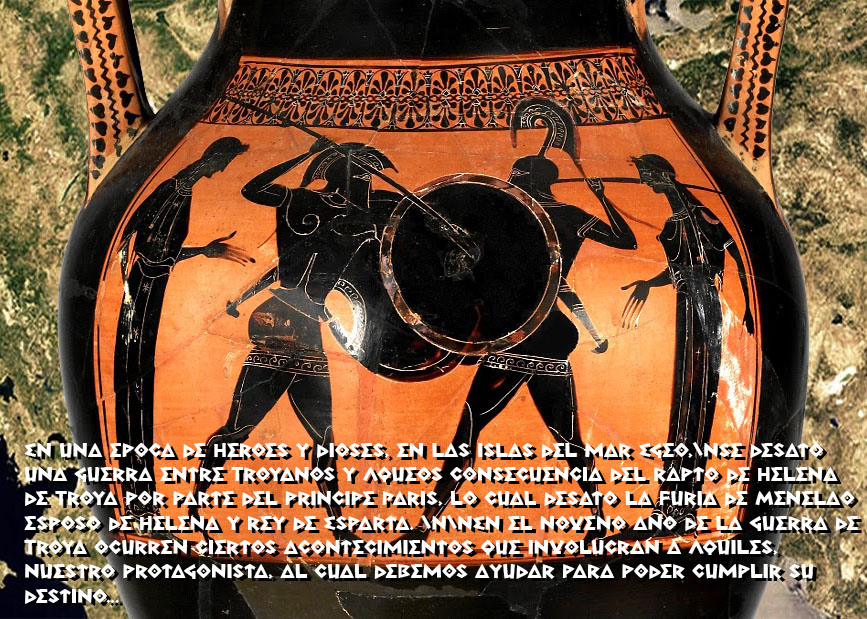 EN UNA EPOCA DE HEROES Y DIOSES, EN LAS ISLAS DEL MAR EGEO,\NSE DESATO
UNA GUERRA ENTRE TROYANOS Y AQUEOS CONSECUENCIA DEL RAPTO DE HELENA
DE TROYA POR PARTE DEL PRINCIPE PARIS, LO CUAL DESATO LA FURIA DE MENELAO,
ESPOSO DE HELENA Y REY DE ESPARTA. \N\NEN EL NOVENO AÑO DE LA GUERRA DE
TROYA OCURREN CIERTOS ACONTECIMIENTOS QUE INVOLUCRAN A AQUILES,
NUESTRO PROTAGONISTA, AL CUAL DEBEMOS AYUDAR PARA PODER CUMPLIR SU
DESTINO...